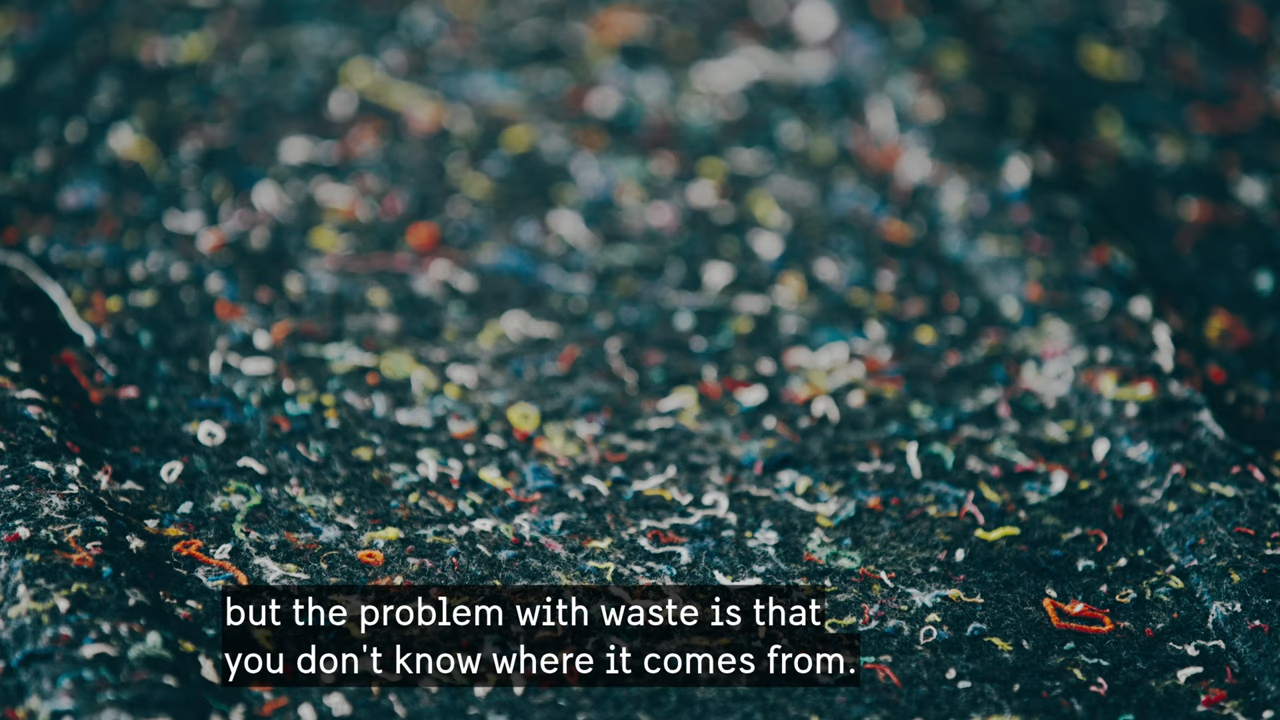 but the problem with waste is that
you don't know where it comes from.